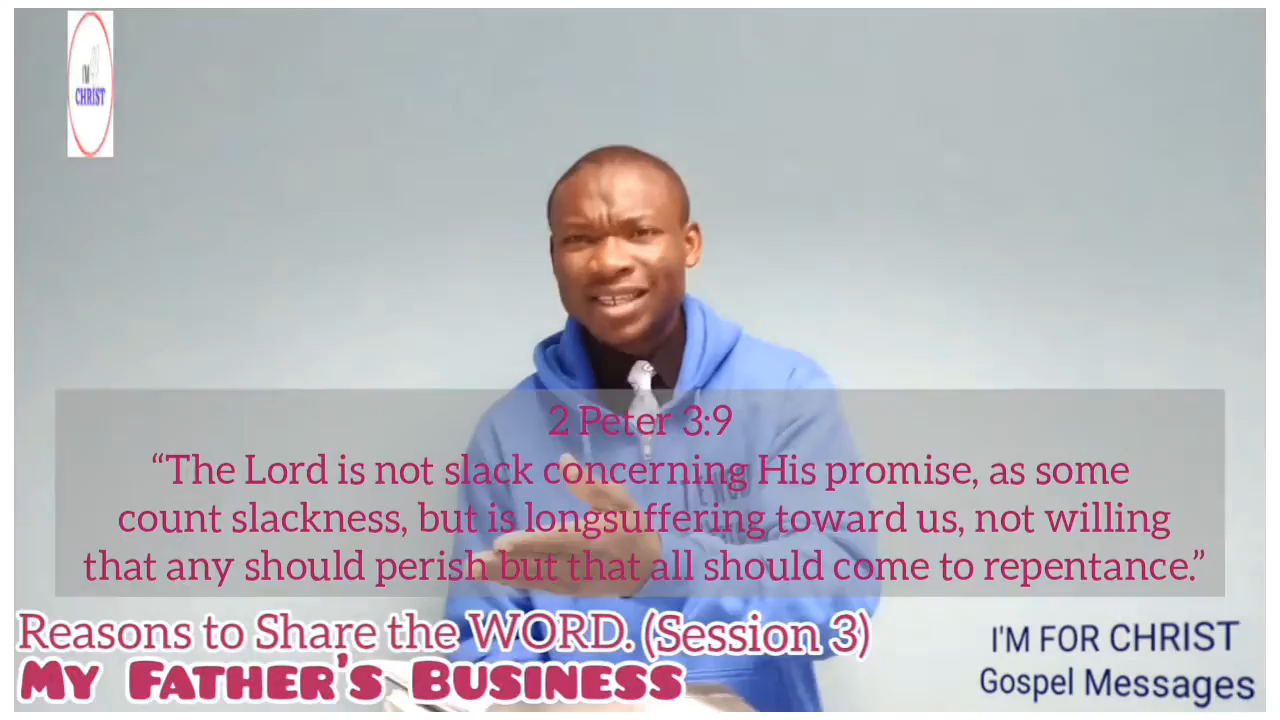 I'M
CHRIST
2 Peter 3:9
“The Lord is not slack concerning His promise, as some
count slackness, but is longsuffering toward us, not willing
that any should perish but that all should come to repentance.”
Reasons to Share the WORD. (Session 3)
MY FATHER'S BUSINESS
I'M FOR CHRIST
Gospel Messages